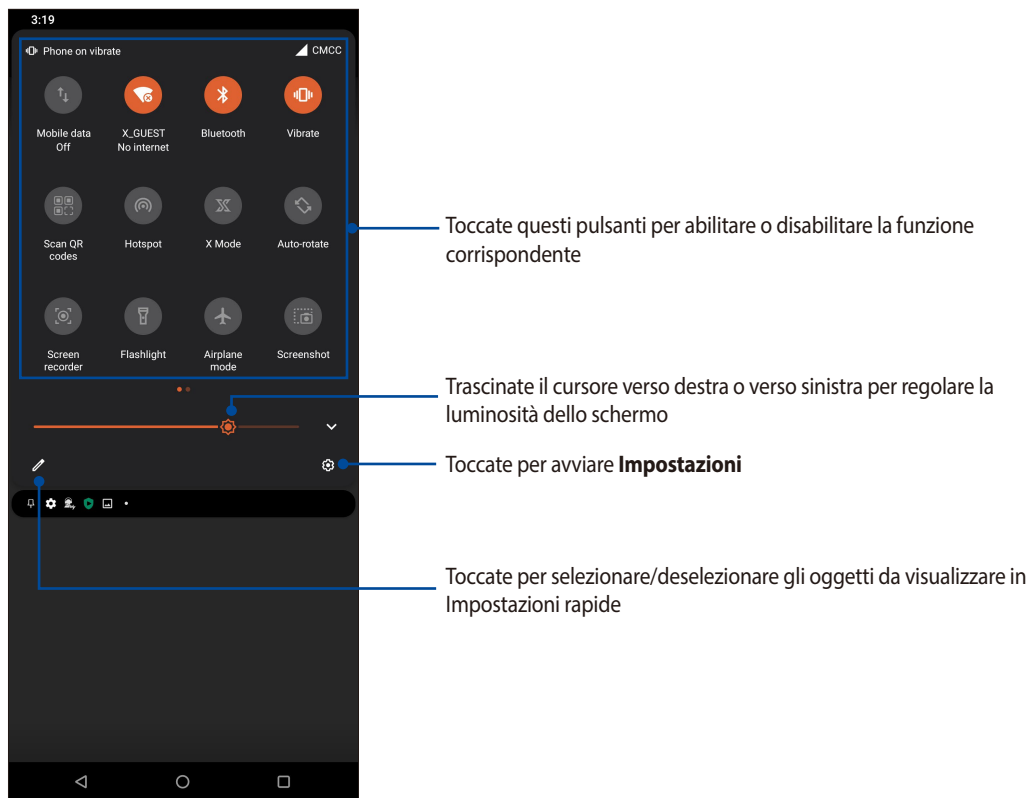 3:19
Phone on vibrate
CMCC
Mobile data
Off
X_GUEST
No internet
Bluetooth
Vibrate
Scan QR
codes
Hotspot
X Mode
Auto-rotate
Screen
recorder
Flashlight
Airplane
mode
Screenshot
Toccate questi pulsanti per abilitare o disabilitare la funzione
corrispondente
Trascinate il cursore verso destra o verso sinistra per regolare la
luminosità dello schermo
Toccate per avviare Impostazioni
Toccate per selezionare/deselezionare gli oggetti da visualizzare in
Impostazioni rapide